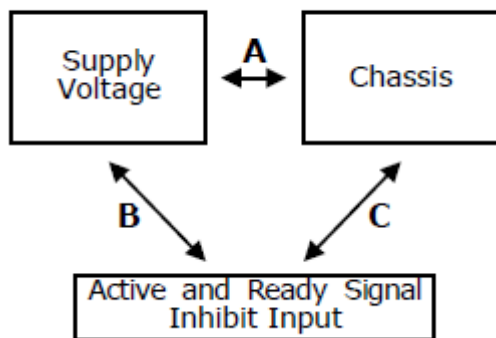 Supply
Voltage
A
Chassis
B
C
Active and Ready Signal
Inhibit Input